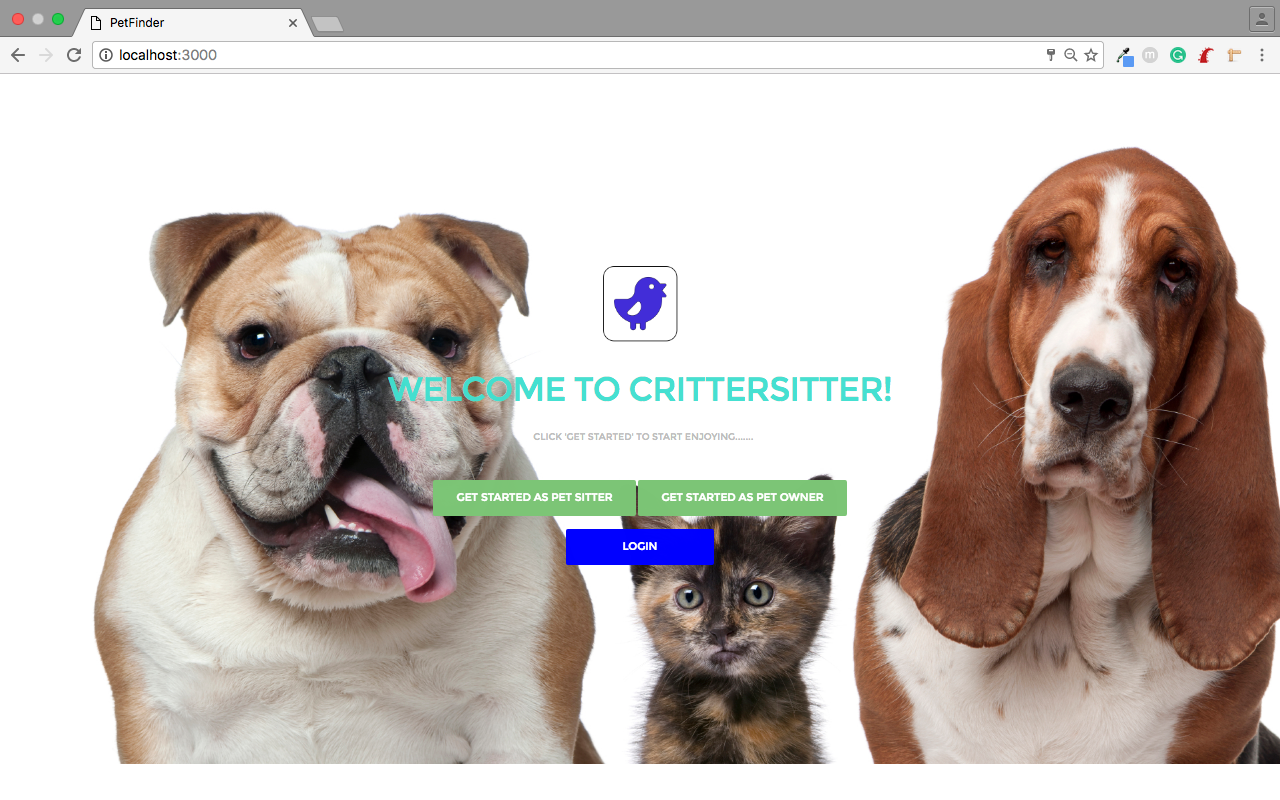 PetFinder
localhost:3000
WELCOME TO CRITTERSITTER!
CLICK 'GET STARTED' TO START ENJOYING.......
GET STARTED AS PET SITTER GET STARTED AS PET OWNER
LOGIN